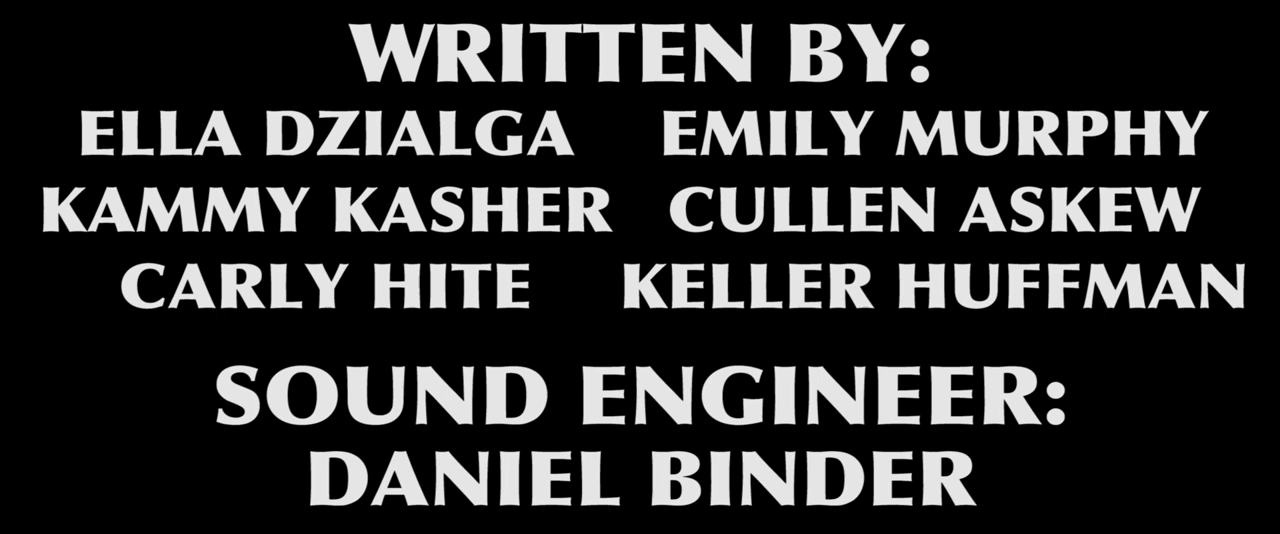 WRITTEN BY:
ELLA DZIALGA EMILY MURPHY
KAMMY KASHER CULLEN ASKEW
CARLY HITE KELLER HUFFMAN
SOUND ENGINEER:
DANIEL BINDER